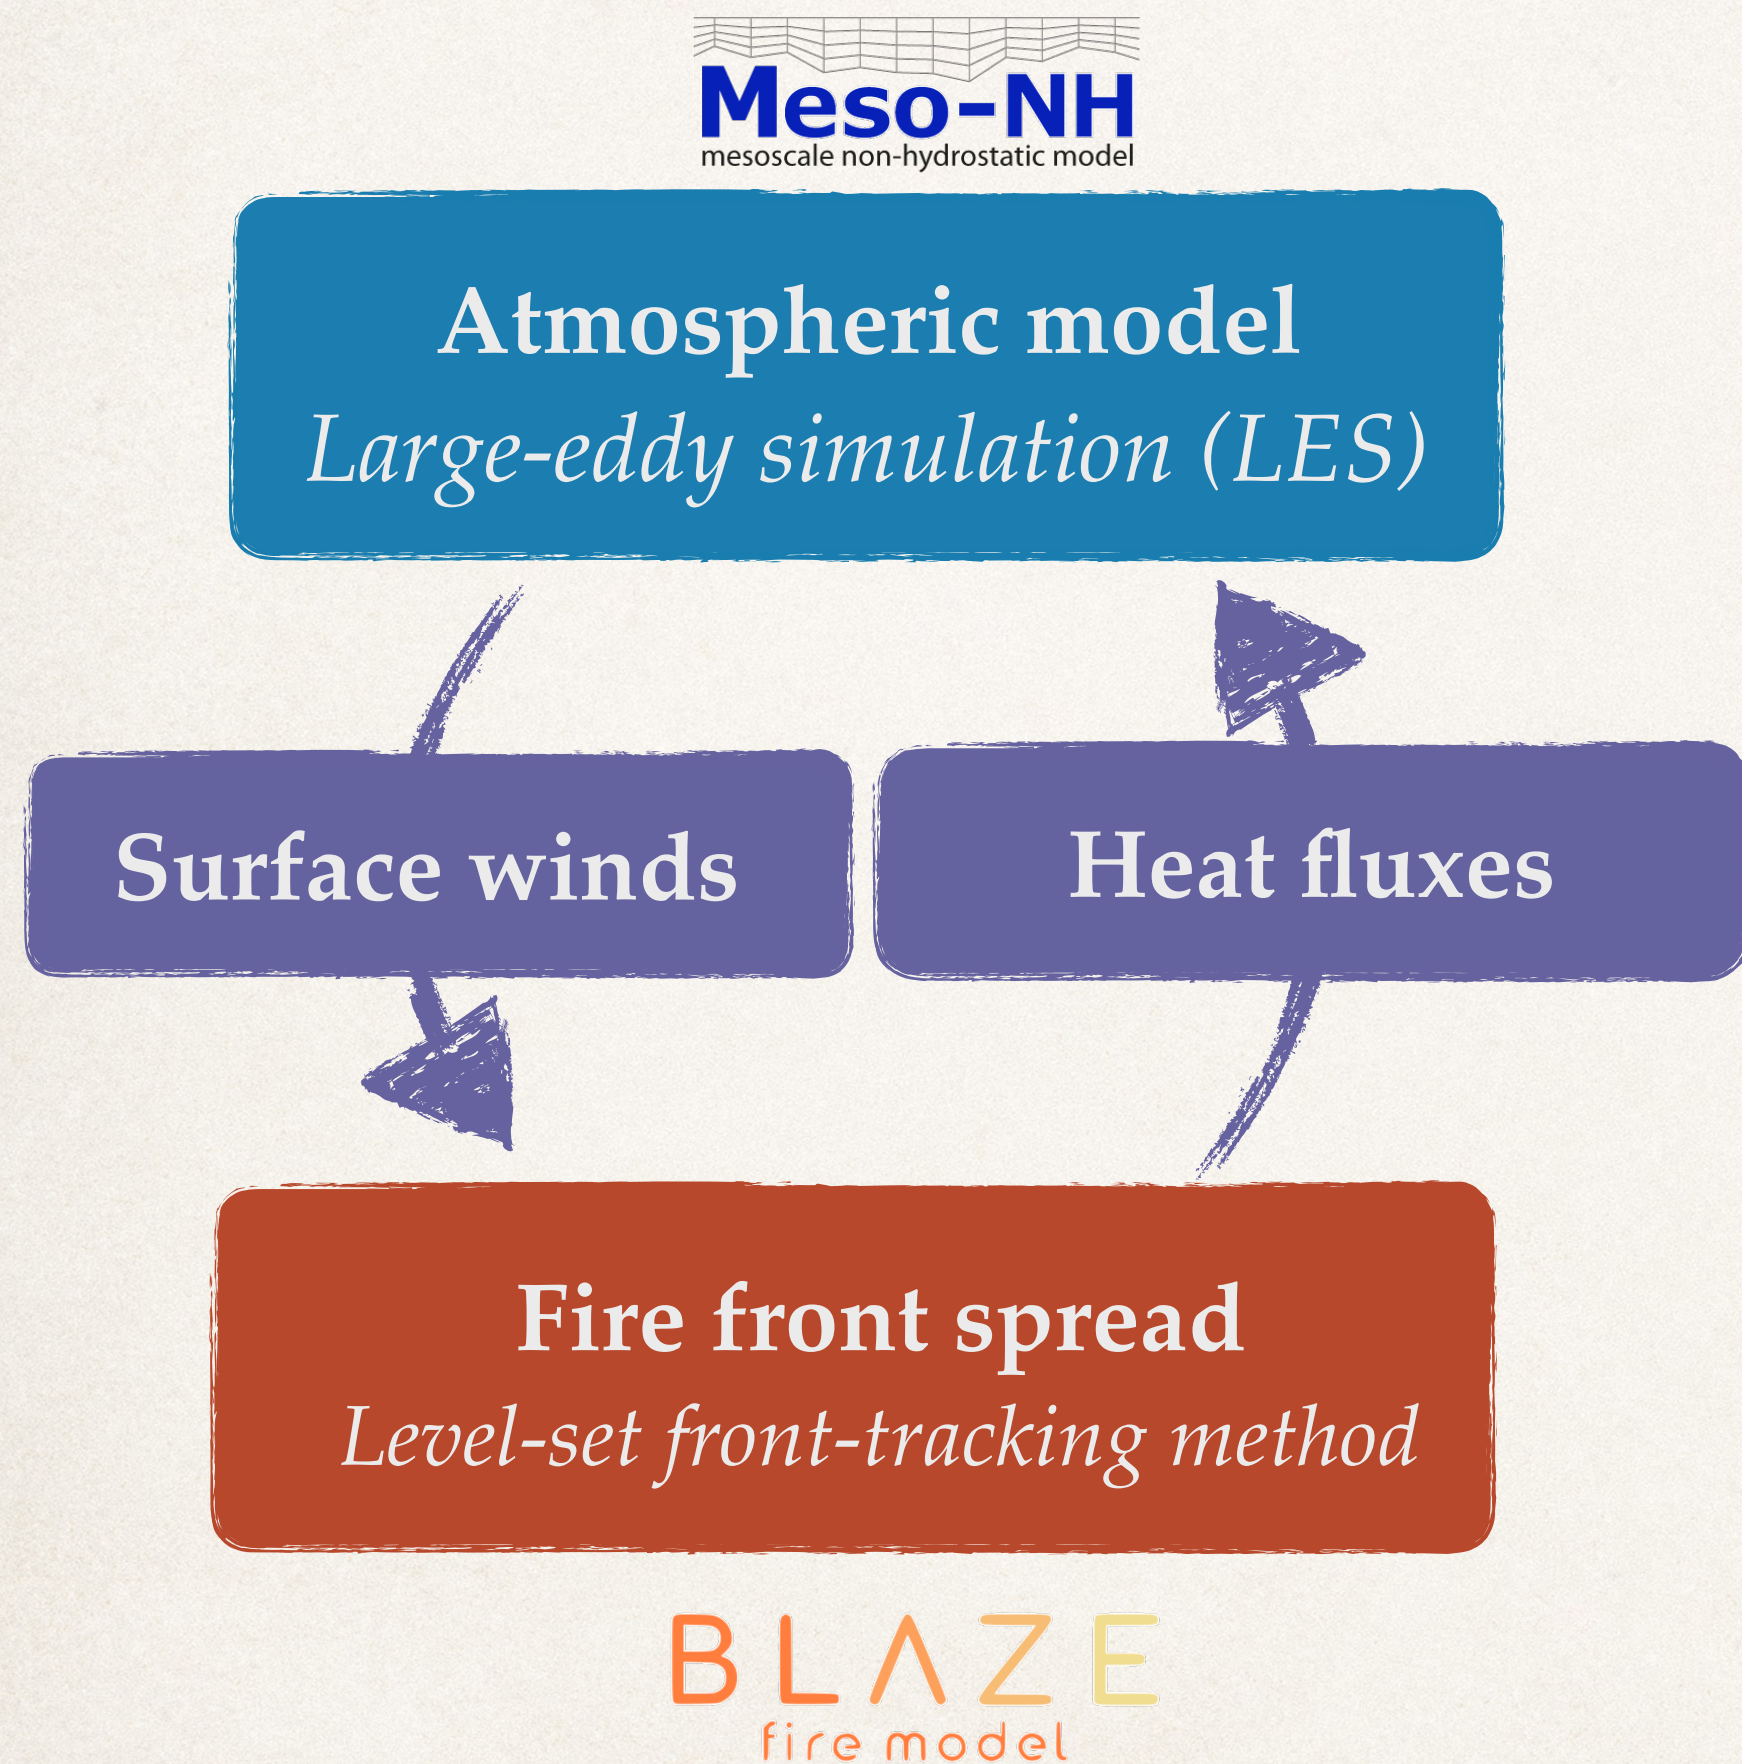 Meso-NH
mesoscale non-hydrostatic model
Atmospheric model
Large-eddy simulation (LES)
Surface winds
Heat fluxes
Fire front spread
Level-set front-tracking method
BLAZE
fire model